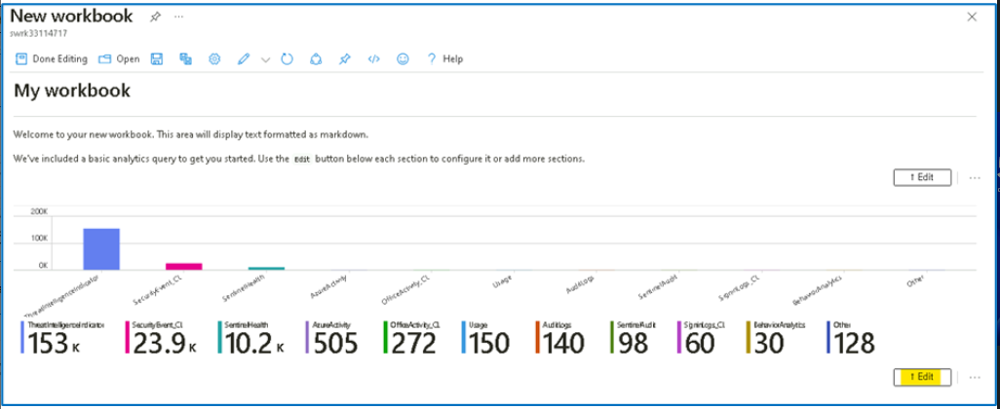 New workbook
swrk33114717
Done Editing Open Help
My workbook
Welcome to your new workbook. This area will display text formatted as markdown.
We've included a basic analytics query to get you started. Use the Edit button below each section to configure it or add more sections.
↑ Edit
200K
100K
0K
ThreatIntelligenceIndicator SecurityEvent_CL SentinelHealth AzureActivity OfficeActivity_CL Usage AuditLogs SentinelAudit SigninLogs_CL BehaviorAnalytics Other
ThreatIntelligenceIndicator SecurityEvent_CL SentinelHealth AzureActivity OfficeActivity_CL Usage AuditLogs SentinelAudit SigninLogs_CL BehaviorAnalytics Other
153 K 23.9 K 10.2 K 505 272 150 140 98 60 30 128
↑ Edit